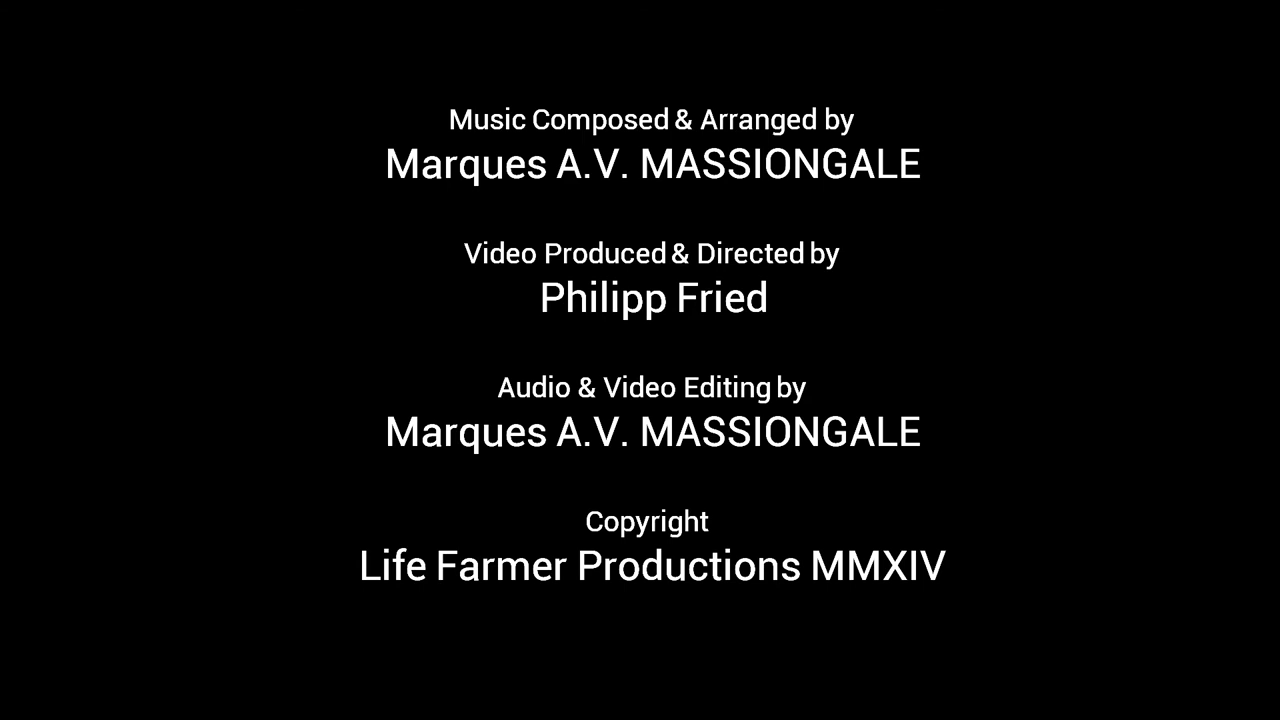 Music Composed & Arranged by
Marques A.V. MASSIONGALE
Video Produced & Directed by
Philipp Fried
Audio & Video Editing by
Marques A.V. MASSIONGALE
Copyright
Life Farmer Productions MMXIV